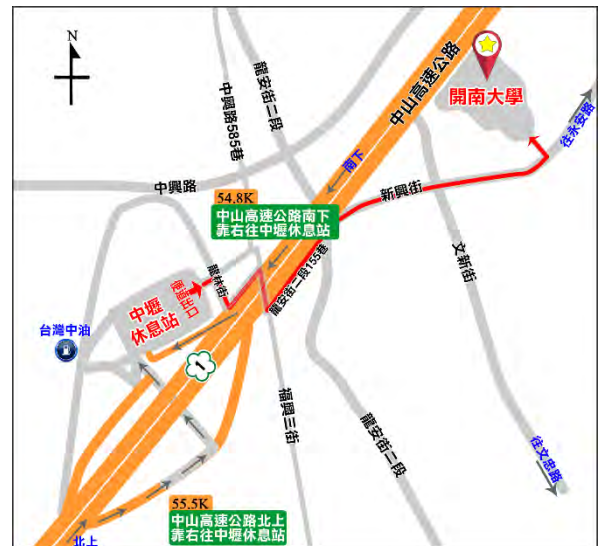 N
中興路585巷
龍安街二段
中山高速公路
開南大學
往永安路
南下
中興路
新興街
54.8K
中山高速公路南下
靠右往中壢休息站
文新街
龍安街二段155巷
龍妹街
便道出口
中壢
休息站
台灣中油
1
福興三街
龍安街二段
往文忠路
55.5K
中山高速公路北上
靠右往中壢休息站
北上